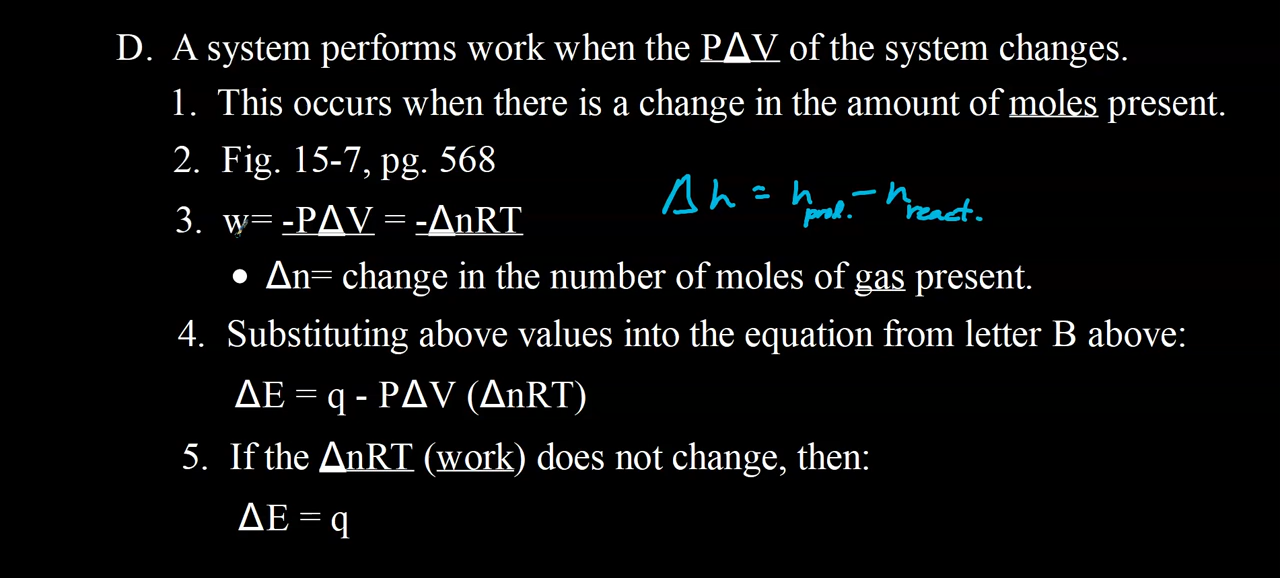 D. A system performs work when the PΔV of the system changes.
1. This occurs when there is a change in the amount of moles present.
2. Fig. 15-7, pg. 568
Δn = n prod. - n react.
3. w= -PΔV = -ΔnRT
• Δn= change in the number of moles of gas present.
4. Substituting above values into the equation from letter B above:
ΔE = q - PΔV (ΔnRT)
5. If the ΔnRT (work) does not change, then:
ΔE = q